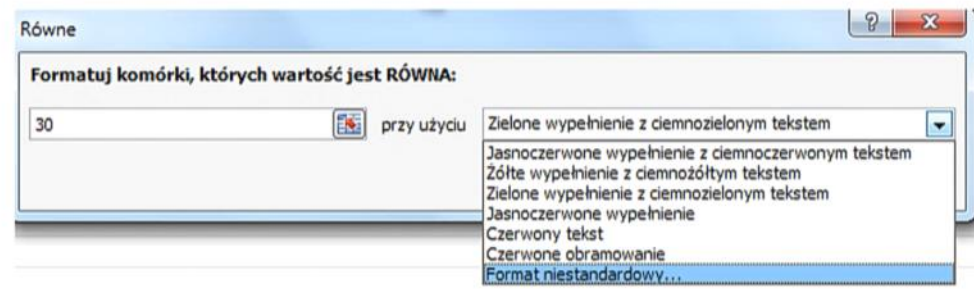 Równe
Formatuj komórki, których wartość jest RÓWNA:
30 przy użyciu Zielone wypełnienie z ciemnozielonym tekstem
Jasnoczerwone wypełnienie z ciemnoczerwonym tekstem
Żółte wypełnienie z ciemnożółtym tekstem
Zielone wypełnienie z ciemnozielonym tekstem
Jasnoczerwone wypełnienie
Czerwony tekst
Czerwone obramowanie
Format niestandardowy...